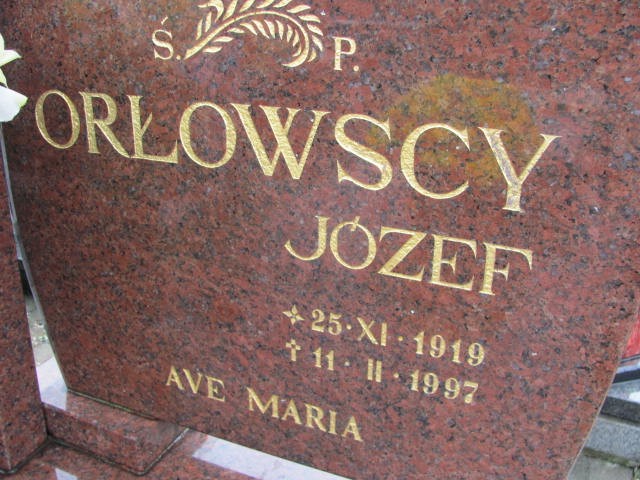 Ś. P.
ORŁOWSCY
JÓZEF
25·XI·1919
† 11·II·1997
AVE MARIA